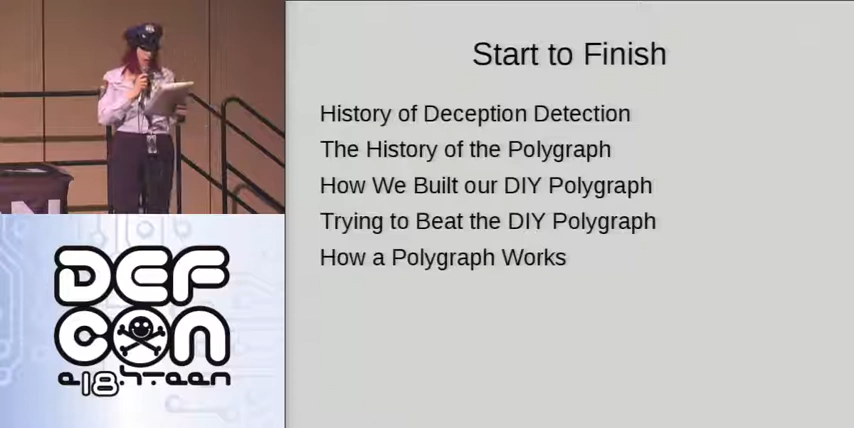 Start to Finish
History of Deception Detection
The History of the Polygraph
How We Built our DIY Polygraph
Trying to Beat the DIY Polygraph
How a Polygraph Works
DEF
CON
e18hteen
N